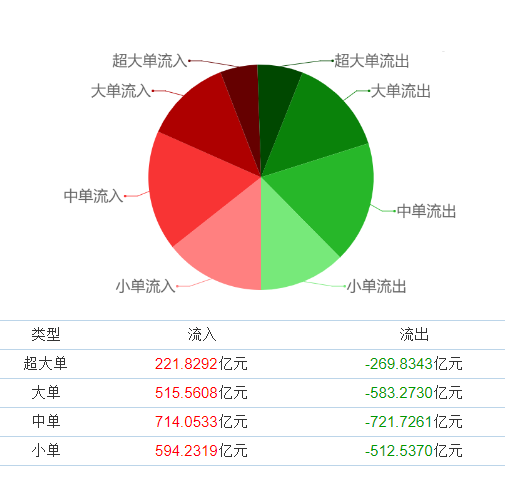 超大单流入 超大单流出
大单流入 大单流出
中单流入 中单流出
小单流入 小单流出
类型 流入 流出
超大单 221.8292亿元 -269.8343亿元
大单 515.5608亿元 -583.2730亿元
中单 714.0533亿元 -721.7261亿元
小单 594.2319亿元 -512.5370亿元